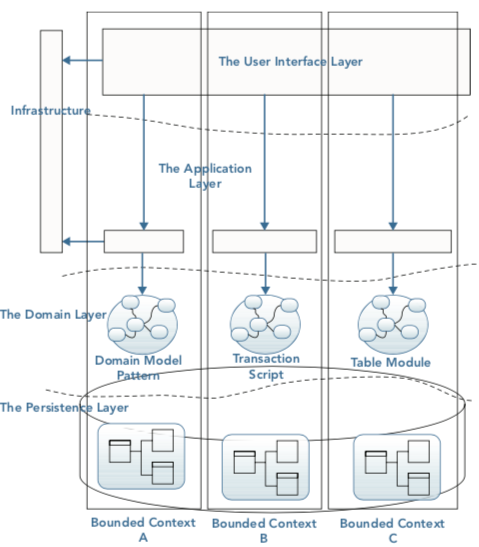 The User Interface Layer
Infrastructure
The Application
Layer
The Domain Layer
Domain Model
Pattern
Transaction
Script
Table Module
The Persistence Layer
Bounded Context
A
Bounded Context
B
Bounded Context
C